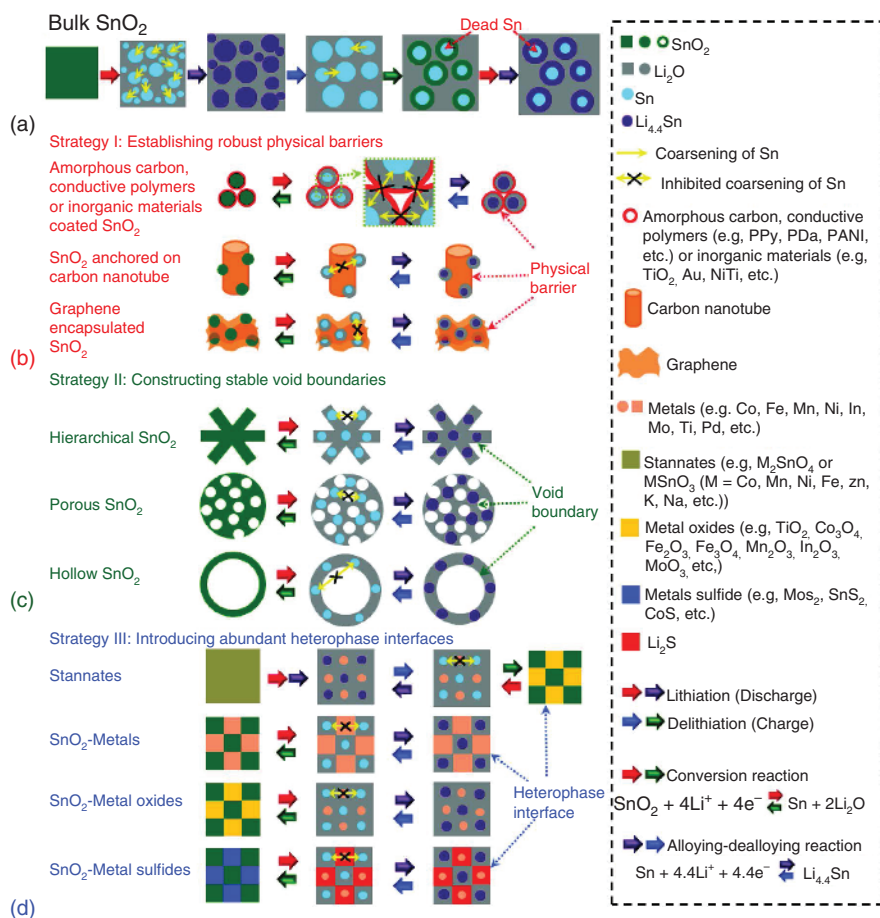 Bulk SnO₂
Dead Sn
(a)
Strategy I: Establishing robust physical barriers
Amorphous carbon,
conductive polymers
or inorganic materials
coated SnO₂
SnO₂ anchored on
carbon nanotube
Physical
barrier
Graphene
encapsulated
SnO₂
(b)
Strategy II: Constructing stable void boundaries
Hierarchical SnO₂
Porous SnO₂
Void
boundary
Hollow SnO₂
(c)
Strategy III: Introducing abundant heterophase interfaces
Stannates
SnO₂-Metals
Heterophase
interface
SnO₂-Metal oxides
SnO₂-Metal sulfides
(d)
SnO₂
Li₂O
Sn
Li₄.₄Sn
Coarsening of Sn
Inhibited coarsening of Sn
Amorphous carbon, conductive
polymers (e.g, PPy, PDa, PANI,
etc.) or inorganic materials (e.g,
TiO₂, Au, NiTi, etc.)
Carbon nanotube
Graphene
Metals (e.g. Co, Fe, Mn, Ni, In,
Mo, Ti, Pd, etc.)
Stannates (e.g, M₂SnO₄ or
MSnO₃ (M = Co, Mn, Ni, Fe, zn,
K, Na, etc.))
Metal oxides (e.g, TiO₂, Co₃O₄,
Fe₂O₃, Fe₃O₄, Mn₂O₃, In₂O₃,
MoO₃, etc,)
Metals sulfide (e.g, Mos₂, SnS₂,
CoS, etc.)
Li₂S
Lithiation (Discharge)
Delithiation (Charge)
Conversion reaction
SnO₂ + 4Li⁺ + 4e⁻ ⇌ Sn + 2Li₂O
Alloying-dealloying reaction
Sn + 4.4Li⁺ + 4.4e⁻ ⇌ Li₄.₄Sn